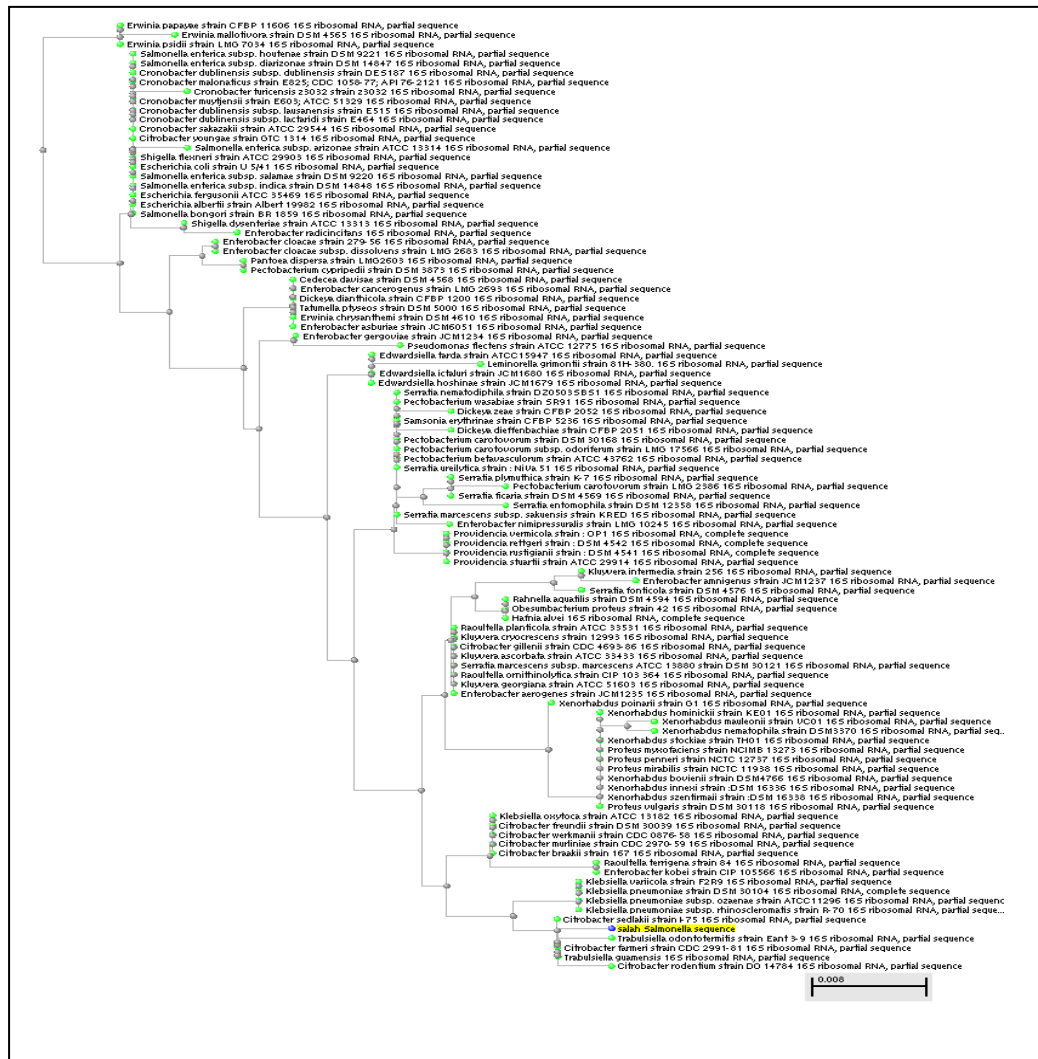 Erwinia papayae strain CFBP 11606 16S ribosomal RNA, partial sequence
Erwinia mallotivora strain DSM 4565 16S ribosomal RNA, partial sequence
Erwinia psidii strain LMG 7034 16S ribosomal RNA, partial sequence
Salmonella enterica subsp. houtenae strain DSM 9221 16S ribosomal RNA, partial sequence
Salmonella enterica subsp. diarizonae strain DSM 14847 16S ribosomal RNA, partial sequence
Cronobacter dublinensis subsp. dublinensis strain DES187 16S ribosomal RNA, partial sequence
Cronobacter malonaticus strain E825; CDC 1058-77; API 76-2121 16S ribosomal RNA, partial sequence
Cronobacter turicensis z3032 strain z3032 16S ribosomal RNA, partial sequence
Cronobacter muytjensii strain E603; ATCC 51329 16S ribosomal RNA, partial sequence
Cronobacter dublinensis subsp. lausanensis strain E515 16S ribosomal RNA, partial sequence
Cronobacter dublinensis subsp. lactaridi strain E464 16S ribosomal RNA, partial sequence
Cronobacter sakazakii strain ATCC 29544 16S ribosomal RNA, partial sequence
Citrobacter youngae strain GTC 1314 16S ribosomal RNA, partial sequence
Salmonella enterica subsp. arizonae strain ATCC 13314 16S ribosomal RNA, partial sequence
Shigella flexneri strain ATCC 29903 16S ribosomal RNA, partial sequence
Escherichia coli strain U 5/41 16S ribosomal RNA, partial sequence
Salmonella enterica subsp. salamae strain DSM 9220 16S ribosomal RNA, partial sequence
Salmonella enterica subsp. indica strain DSM 14848 16S ribosomal RNA, partial sequence
Escherichia fergusonii ATCC 35469 16S ribosomal RNA, partial sequence
Escherichia albertii strain Albert 19982 16S ribosomal RNA, partial sequence
Salmonella bongori strain BR 1859 16S ribosomal RNA, partial sequence
Shigella dysenteriae strain ATCC 13313 16S ribosomal RNA, partial sequence
Enterobacter radicincitans 16S ribosomal RNA, partial sequence
Enterobacter cloacae strain 279-56 16S ribosomal RNA, partial sequence
Enterobacter cloacae subsp. dissolvens strain LMG 2683 16S ribosomal RNA, partial sequence
Pantoea dispersa strain LMG2603 16S ribosomal RNA, partial sequence
Pectobacterium cypripedii strain DSM 3873 16S ribosomal RNA, partial sequence
Cedecea davisae strain DSM 4568 16S ribosomal RNA, partial sequence
Enterobacter cancerogenus strain LMG 2693 16S ribosomal RNA, partial sequence
Dickeya dianthicola strain CFBP 1200 16S ribosomal RNA, partial sequence
Tatumella ptyseos strain DSM 5000 16S ribosomal RNA, partial sequence
Erwinia chrysanthemi strain DSM 4610 16S ribosomal RNA, partial sequence
Enterobacter asburiae strain JCM6051 16S ribosomal RNA, partial sequence
Enterobacter gergoviae strain JCM1234 16S ribosomal RNA, partial sequence
Pseudomonas flectens strain ATCC 12775 16S ribosomal RNA, partial sequence
Edwardsiella tarda strain ATCC15947 16S ribosomal RNA, partial sequence
Leminorella grimontii strain 81H-380. 16S ribosomal RNA, partial sequence
Edwardsiella ictaluri strain JCM1680 16S ribosomal RNA, partial sequence
Edwardsiella hoshinae strain JCM1679 16S ribosomal RNA, partial sequence
Serratia nematodiphila strain DZ0503SBS1 16S ribosomal RNA, partial sequence
Pectobacterium wasabiae strain SR91 16S ribosomal RNA, partial sequence
Dickeya zeae strain CFBP 2052 16S ribosomal RNA, partial sequence
Samsonia erythrinae strain CFBP 5236 16S ribosomal RNA, partial sequence
Dickeya dieffenbachiae strain CFBP 2051 16S ribosomal RNA, partial sequence
Pectobacterium carotovorum strain DSM 30168 16S ribosomal RNA, partial sequence
Pectobacterium carotovorum subsp. odoriferum strain LMG 17566 16S ribosomal RNA, partial sequence
Pectobacterium betavasculorum strain ATCC 43762 16S ribosomal RNA, partial sequence
Serratia ureilytica strain : NiVa 51 16S ribosomal RNA, partial sequence
Serratia plymuthica strain K-7 16S ribosomal RNA, partial sequence
Pectobacterium carotovorum strain LMG 2386 16S ribosomal RNA, partial sequence
Serratia ficaria strain DSM 4569 16S ribosomal RNA, partial sequence
Serratia entomophila strain DSM 12358 16S ribosomal RNA, partial sequence
Serratia marcescens subsp. sakuensis strain KRED 16S ribosomal RNA, partial sequence
Enterobacter nimipressuralis strain LMG 10245 16S ribosomal RNA, partial sequence
Providencia vermicola strain : OP1 16S ribosomal RNA, complete sequence
Providencia rettgeri strain : DSM 4542 16S ribosomal RNA, complete sequence
Providencia rustigianii strain : DSM 4541 16S ribosomal RNA, complete sequence
Providencia stuartii strain ATCC 29914 16S ribosomal RNA, partial sequence
Kluyvera intermedia strain 256 16S ribosomal RNA, partial sequence
Enterobacter amnigenus strain JCM1237 16S ribosomal RNA, partial sequence
Serratia fonticola strain DSM 4576 16S ribosomal RNA, partial sequence
Rahnella aquatilis strain DSM 4594 16S ribosomal RNA, partial sequence
Obesumbacterium proteus strain 42 16S ribosomal RNA, partial sequence
Hafnia alvei 16S ribosomal RNA, complete sequence
Raoultella planticola strain ATCC 33531 16S ribosomal RNA, partial sequence
Kluyvera cryocrescens strain 12993 16S ribosomal RNA, partial sequence
Citrobacter gillenii strain CDC 4693-86 16S ribosomal RNA, partial sequence
Kluyvera ascorbata strain ATCC 33433 16S ribosomal RNA, partial sequence
Serratia marcescens subsp. marcescens ATCC 13880 strain DSM 30121 16S ribosomal RNA, partial sequence
Raoultella ornithinolytica strain CIP 103.364 16S ribosomal RNA, partial sequence
Kluyvera georgiana strain ATCC 51603 16S ribosomal RNA, partial sequence
Enterobacter aerogenes strain JCM1235 16S ribosomal RNA, partial sequence
Xenorhabdus poinarii strain G1 16S ribosomal RNA, partial sequence
Xenorhabdus hominickii strain KE01 16S ribosomal RNA, partial sequence
Xenorhabdus mauleonii strain VC01 16S ribosomal RNA, partial sequence
Xenorhabdus nematophila strain DSM3370 16S ribosomal RNA, partial seq...
Xenorhabdus stockiae strain TH01 16S ribosomal RNA, partial sequence
Proteus myxofaciens strain NCIMB 13273 16S ribosomal RNA, partial sequence
Proteus penneri strain NCTC 12737 16S ribosomal RNA, partial sequence
Proteus mirabilis strain NCTC 11938 16S ribosomal RNA, partial sequence
Xenorhabdus bovienii strain DSM4766 16S ribosomal RNA, partial sequence
Xenorhabdus innexi strain :DSM 16336 16S ribosomal RNA, partial sequence
Xenorhabdus szentirmaii strain :DSM 16338 16S ribosomal RNA, partial sequence
Proteus vulgaris strain DSM 30118 16S ribosomal RNA, partial sequence
Klebsiella oxytoca strain ATCC 13182 16S ribosomal RNA, partial sequence
Citrobacter freundii strain DSM 30039 16S ribosomal RNA, partial sequence
Citrobacter werkmanii strain CDC 0876-58 16S ribosomal RNA, partial sequence
Citrobacter murliniae strain CDC 2970-59 16S ribosomal RNA, partial sequence
Citrobacter braakii strain 167 16S ribosomal RNA, partial sequence
Raoultella terrigena strain 84 16S ribosomal RNA, partial sequence
Enterobacter kobei strain CIP 105566 16S ribosomal RNA, partial sequence
Klebsiella variicola strain F2R9 16S ribosomal RNA, partial sequence
Klebsiella pneumoniae strain DSM 30104 16S ribosomal RNA, complete sequence
Klebsiella pneumoniae subsp. ozaenae strain ATCC11296 16S ribosomal RNA, partial sequenc
Klebsiella pneumoniae subsp. rhinoscleromatis strain R-70 16S ribosomal RNA, partial seque...
Citrobacter sedlakii strain I-75 16S ribosomal RNA, partial sequence
salah Salmonella sequence
Trabulsiella odontotermitis strain Eant 3-9 16S ribosomal RNA, partial sequence
Citrobacter farmeri strain CDC 2991-81 16S ribosomal RNA, partial sequence
Trabulsiella guamensis 16S ribosomal RNA, partial sequence
Citrobacter rodentium strain DO 14784 16S ribosomal RNA, partial sequence
0.008